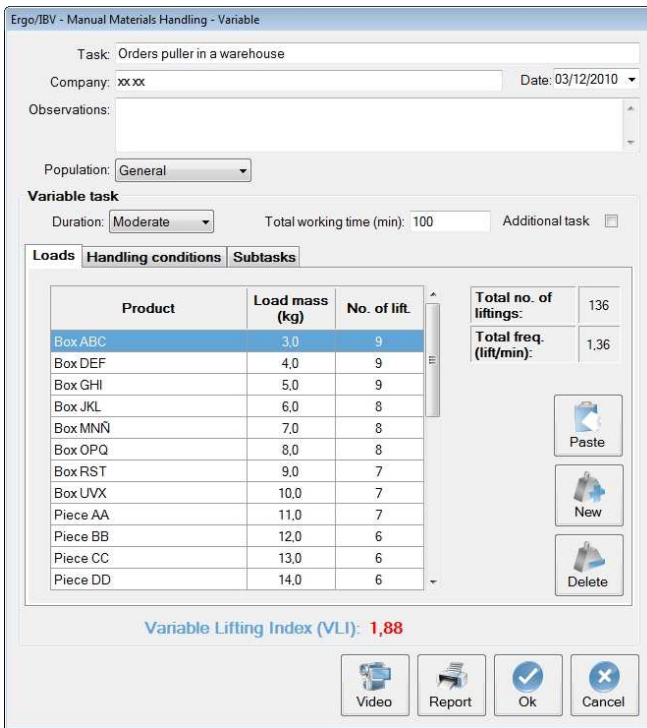 Ergo/IBV - Manual Materials Handling - Variable
Task: Orders puller in a warehouse
Company: xx xx Date: 03/12/2010
Observations:
Population: General
Variable task
Duration: Moderate Total working time (min): 100 Additional task
Loads Handling conditions Subtasks
Product Load mass (kg) No. of lift.
Box ABC 3,0 9
Box DEF 4,0 9
Box GHI 5,0 9
Box JKL 6,0 8
Box MNÑ 7,0 8
Box OPQ 8,0 8
Box RST 9,0 7
Box UVX 10,0 7
Piece AA 11,0 7
Piece BB 12,0 6
Piece CC 13,0 6
Piece DD 14,0 6
Total no. of liftings: 136
Total freq. (lift/min): 1,36
Paste
New
Delete
Variable Lifting Index (VLI): 1,88
Video Report Ok Cancel